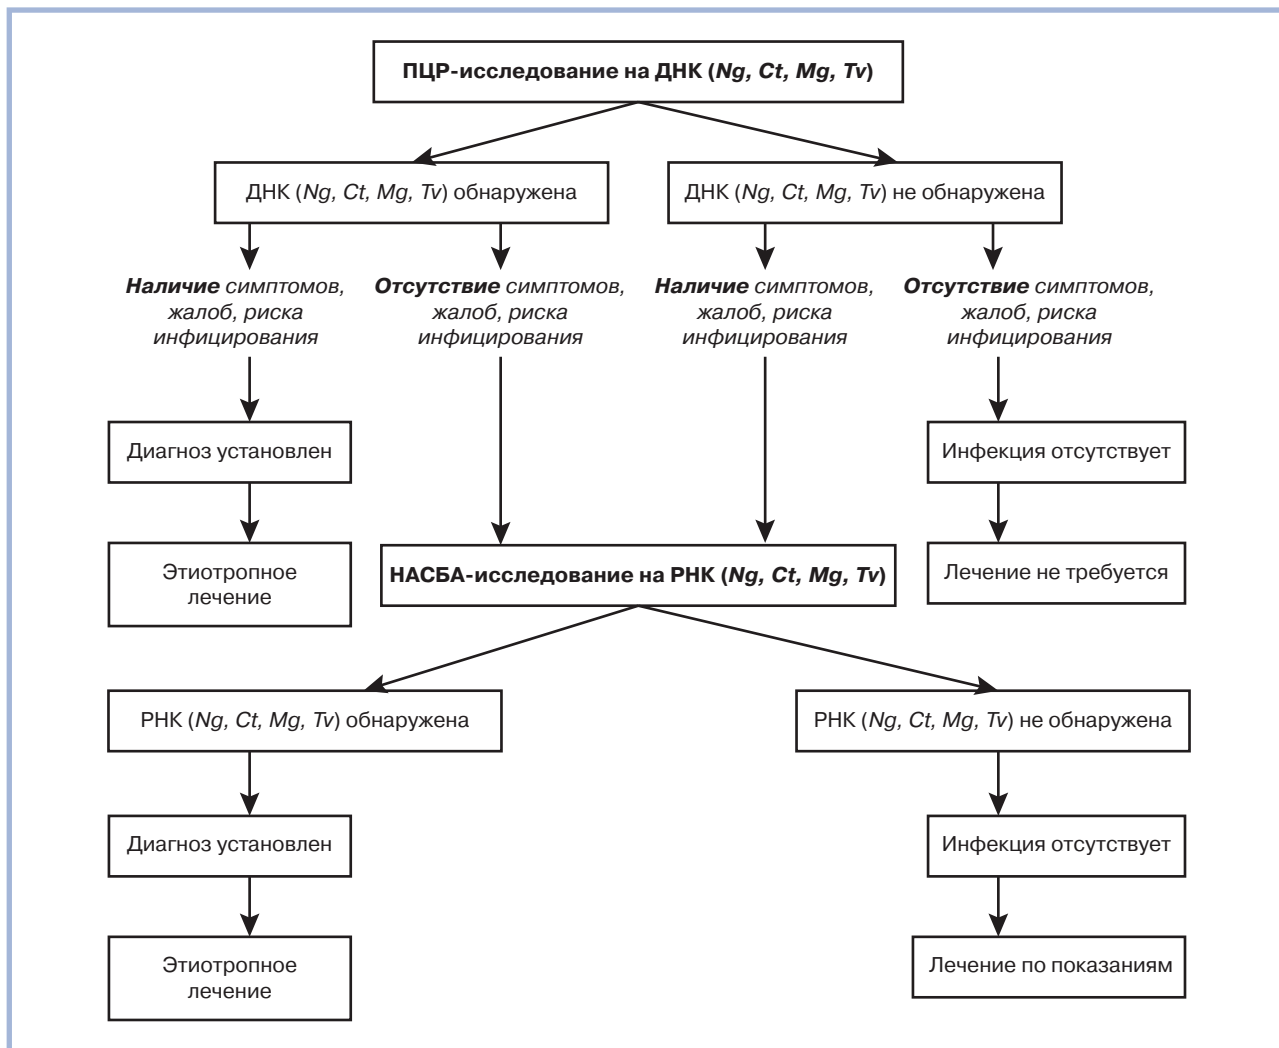 ПЦР-исследование на ДНК (Ng, Ct, Mg, Tv)
ДНК (Ng, Ct, Mg, Tv) обнаружена
ДНК (Ng, Ct, Mg, Tv) не обнаружена
Наличие симптомов,
жалоб, риска
инфицирования
Отсутствие симптомов,
жалоб, риска
инфицирования
Наличие симптомов,
жалоб, риска
инфицирования
Отсутствие симптомов,
жалоб, риска
инфицирования
Диагноз установлен
Инфекция отсутствует
Этиотропное
лечение
НАСБА-исследование на РНК (Ng, Ct, Mg, Tv)
Лечение не требуется
РНК (Ng, Ct, Mg, Tv) обнаружена
РНК (Ng, Ct, Mg, Tv) не обнаружена
Диагноз установлен
Инфекция отсутствует
Этиотропное
лечение
Лечение по показаниям